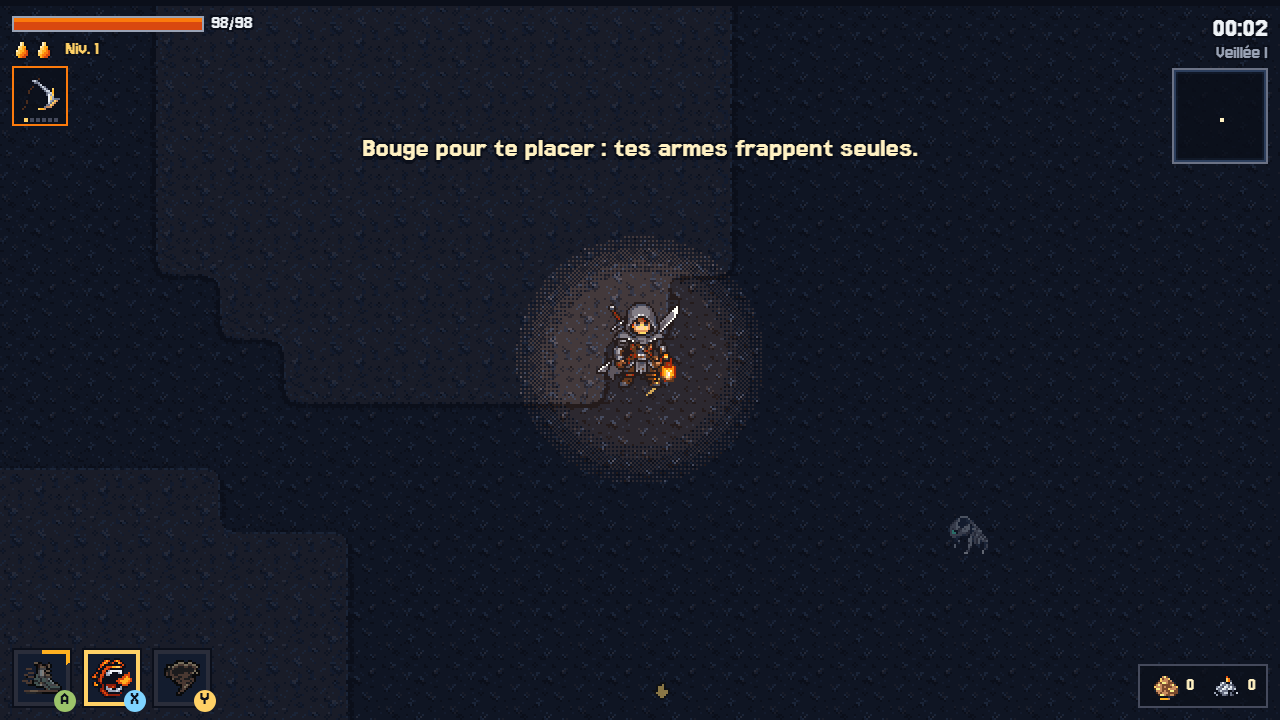 98/98
00:02
Niv. 1
Veillée I
Bouge pour te placer : tes armes frappent seules.
A
X
Y
0
0